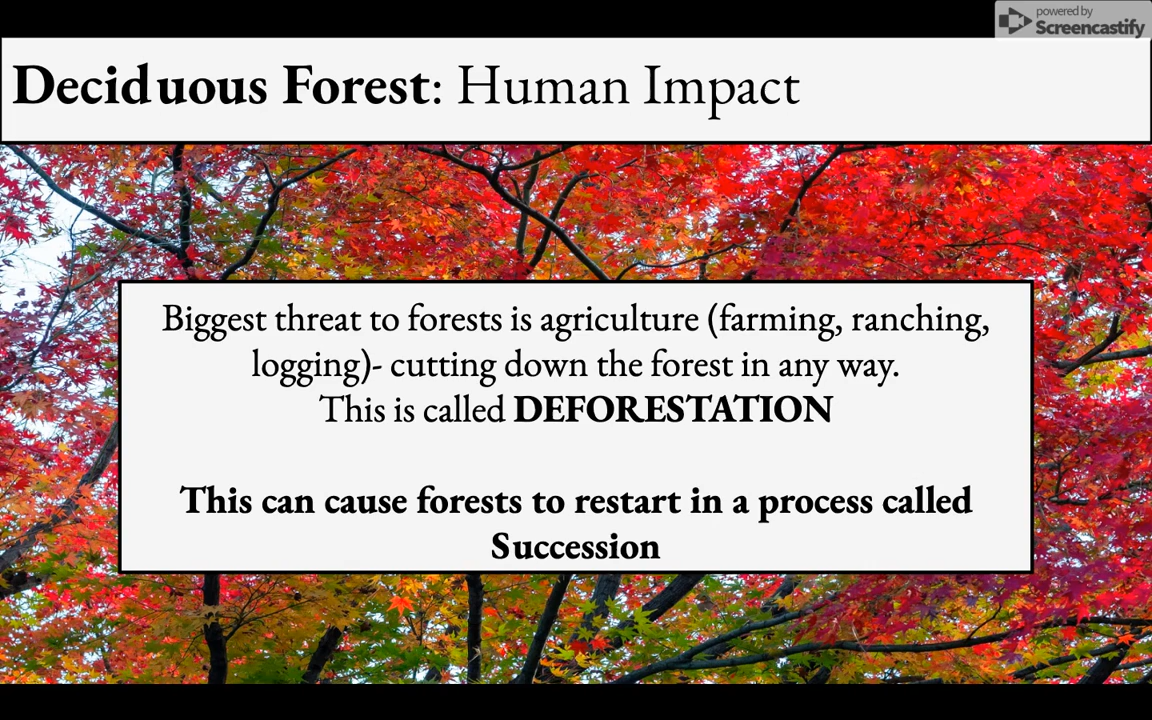 powered by
Screencastify
Deciduous Forest: Human Impact
Biggest threat to forests is agriculture (farming, ranching,
logging)- cutting down the forest in any way.
This is called DEFORESTATION
This can cause forests to restart in a process called
Succession